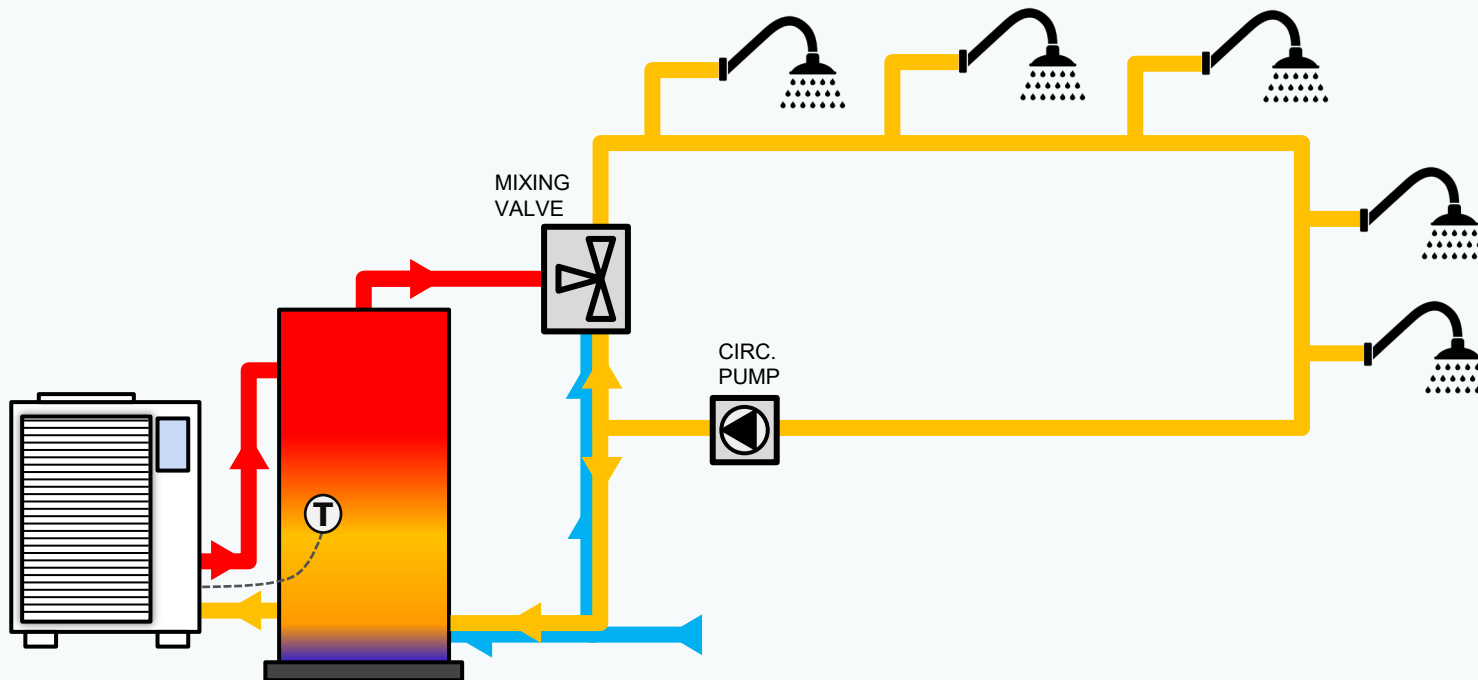 MIXING
VALVE
CIRC.
PUMP
T